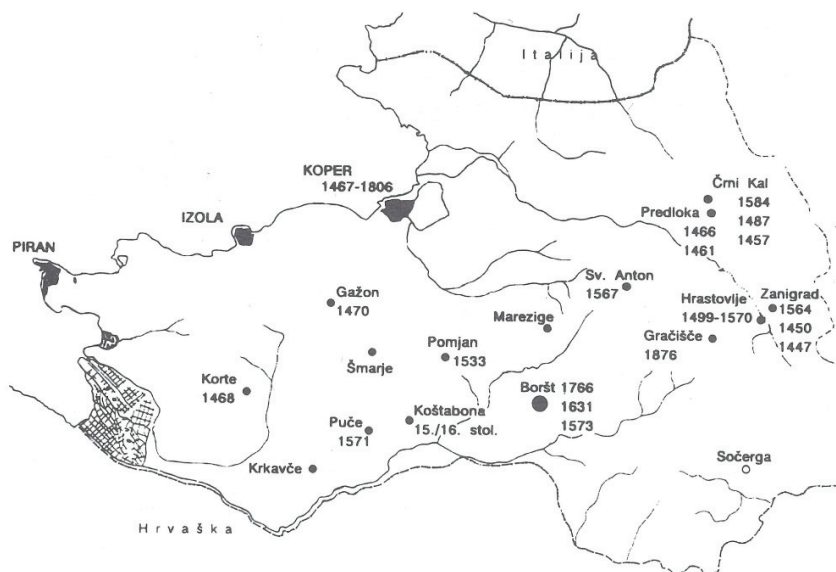 Italija
KOPER
1467-1806
IZOLA
PIRAN
Črni Kal
1584
1487
1457
Predloka
1466
1461
Sv. Anton
1567
Hrastovlje
1499-1570
Zanigrad
1564
1450
1447
Gažon
1470
Marezige
Gračišče
1876
Pomjan
1533
Šmarje
Korte
1468
Boršt 1766
1631
1573
Puče
1571
Koštabona
15./16. stol.
Krkavče
Sočerga
Hrvaška